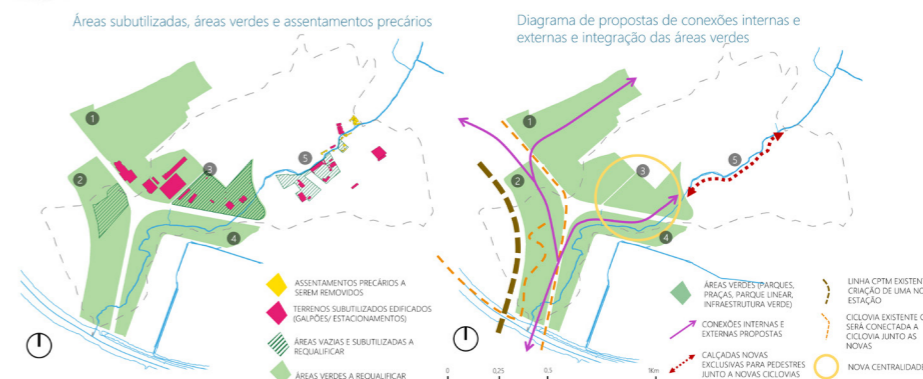 Áreas subutilizadas, áreas verdes e assentamentos precários
1
2
3
4
5
ASSENTAMENTOS PRECÁRIOS A
SEREM REMOVIDOS
TERRENOS SUBUTILIZADOS EDIFICADOS
(GALPÕES/ ESTACIONAMENTOS)
ÁREAS VAZIAS E SUBUTILIZADAS A
REQUALIFICAR
ÁREAS VERDES A REQUALIFICAR
Diagrama de propostas de conexões internas e
externas e integração das áreas verdes
1
2
3
4
5
ÁREAS VERDES (PARQUES,
PRAÇAS, PARQUE LINEAR,
INFRAESTRUTURA VERDE)
CONEXÕES INTERNAS E
EXTERNAS PROPOSTAS
CALÇADAS NOVAS
EXCLUSIVAS PARA PEDESTRES
JUNTO A NOVAS CICLOVIAS
LINHA CPTM EXISTEN
CRIAÇÃO DE UMA NO
ESTAÇÃO
CICLOVIA EXISTENTE Q
SERÁ CONECTADA A
CICLOVIA JUNTO AS
NOVAS
NOVA CENTRALIDAD
0 0,25 0,5 1Km